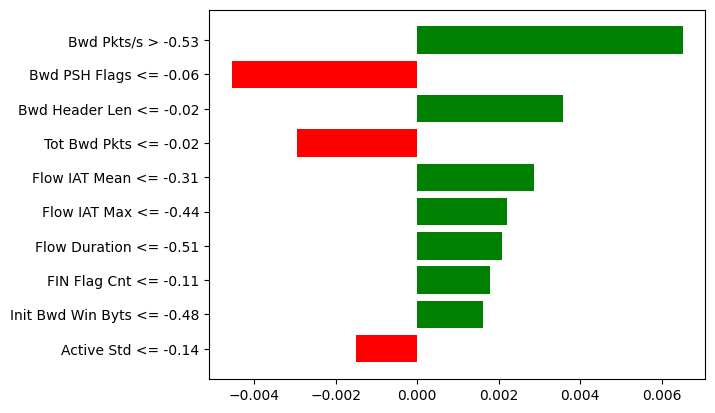 Bwd Pkts/s > -0.53
Bwd PSH Flags <= -0.06
Bwd Header Len <= -0.02
Tot Bwd Pkts <= -0.02
Flow IAT Mean <= -0.31
Flow IAT Max <= -0.44
Flow Duration <= -0.51
FIN Flag Cnt <= -0.11
Init Bwd Win Byts <= -0.48
Active Std <= -0.14
−0.004 −0.002 0.000 0.002 0.004 0.006